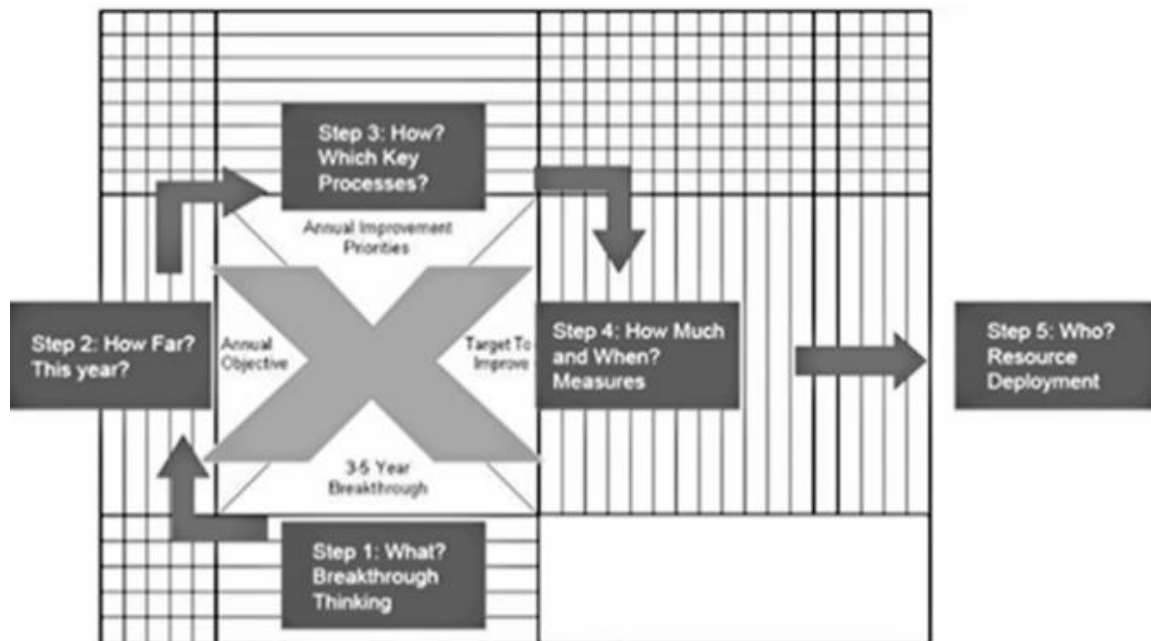 Step 3: How?
Which Key
Processes?
Annual Improvement
Priorities
Step 2: How Far?
This year?
Annual
Objective
Target To
Improve
Step 4: How Much
and When?
Measures
Step 5: Who?
Resource
Deployment
3-5 Year
Breakthrough
Step 1: What?
Breakthrough
Thinking